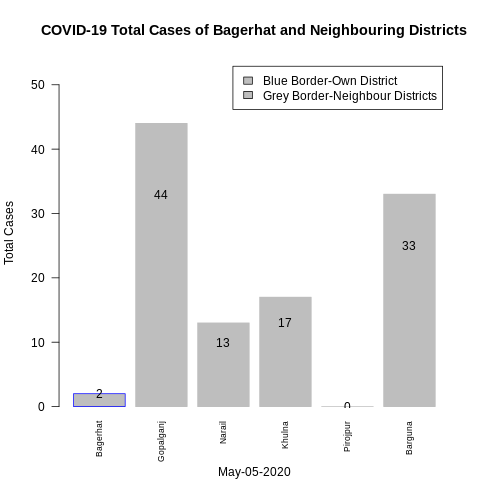 COVID-19 Total Cases of Bagerhat and Neighbouring Districts
Blue Border-Own District
Grey Border-Neighbour Districts
Total Cases
50
40
30
20
10
0
2
44
13
17
0
33
Bagerhat
Gopalganj
Narail
Khulna
Pirojpur
Barguna
May-05-2020